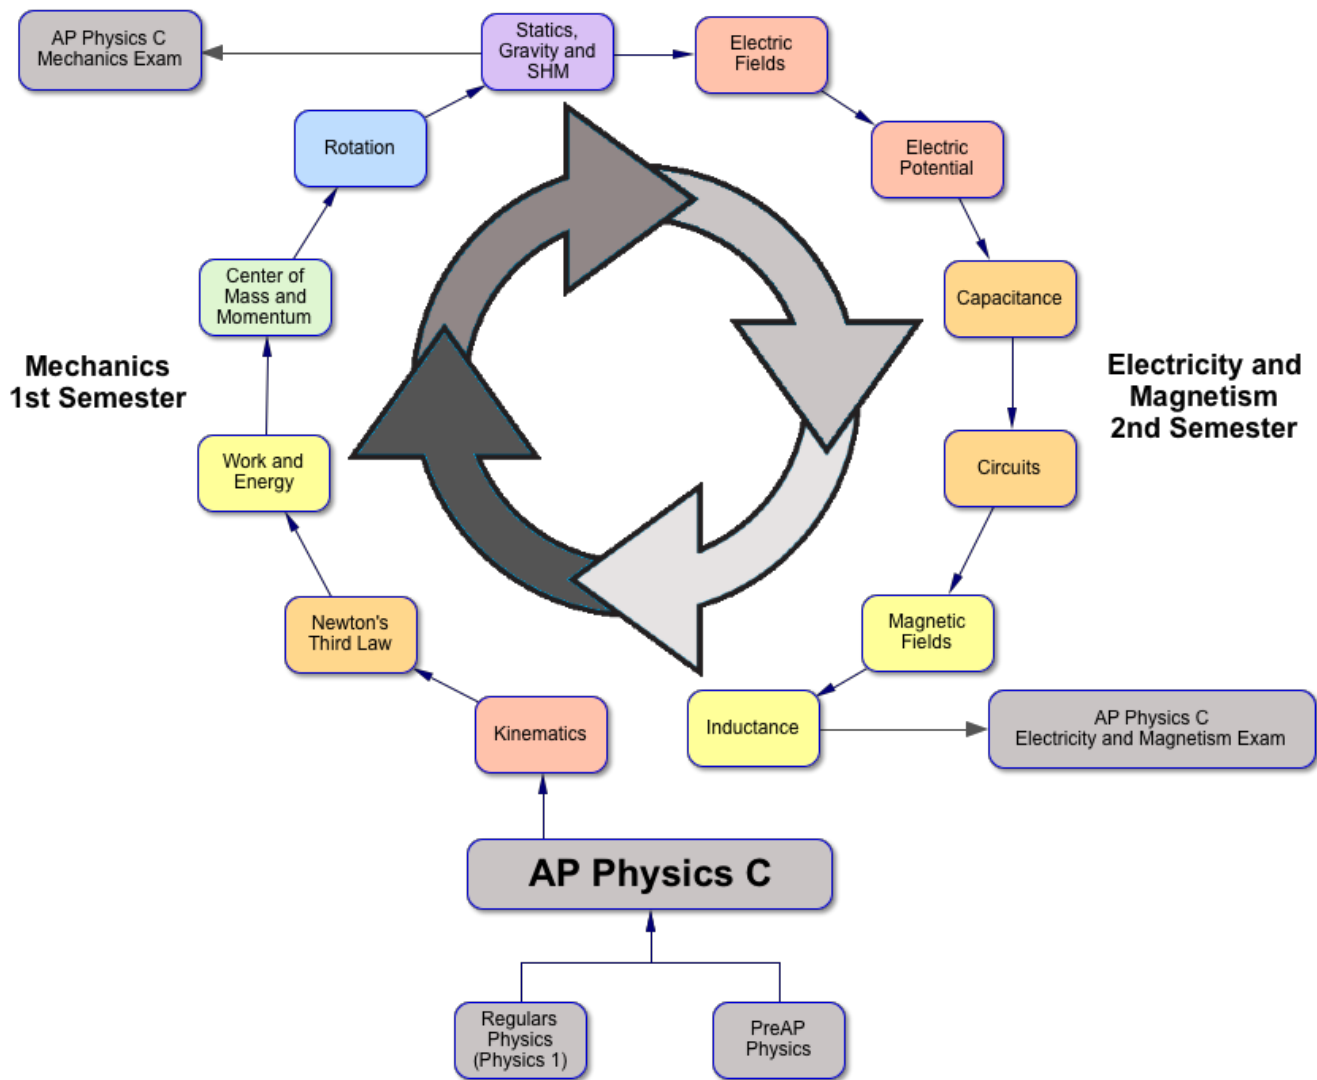 AP Physics C
Mechanics Exam
Statics,
Gravity and
SHM
Electric
Fields
Rotation
Electric
Potential
Center of
Mass and
Momentum
Capacitance
Mechanics
1st Semester
Electricity and
Magnetism
2nd Semester
Work and
Energy
Circuits
Newton's
Third Law
Magnetic
Fields
Kinematics
Inductance
AP Physics C
Electricity and Magnetism Exam
AP Physics C
Regulars
Physics
(Physics 1)
PreAP
Physics